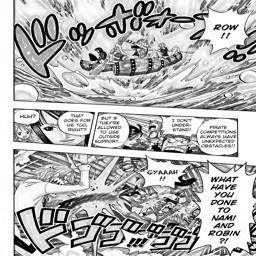 ROW
!!
PIRATE
COMPETITIONS
ALWAYS HAVE
UNEXPECTED
OBSTACLES!!
I DON'T
UNDER-
STAND!
BUT IF
THEY'RE
ALLOWED TO
USE OUTSIDE
SUPPORT...
THAT
GOES FOR
US TOO,
RIGHT?
HUH?
WHAT
HAVE
YOU
DONE
TO
NAMI
AND
ROBIN
?!
GYAAAH
!!